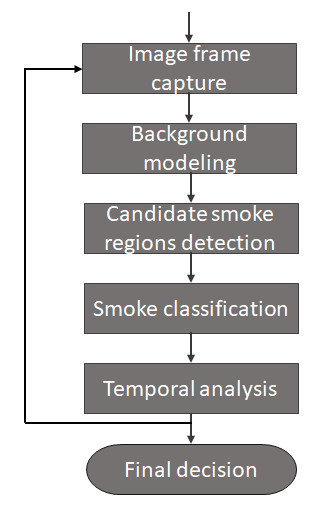 Image frame
capture
Background
modeling
Candidate smoke
regions detection
Smoke classification
Temporal analysis
Final decision